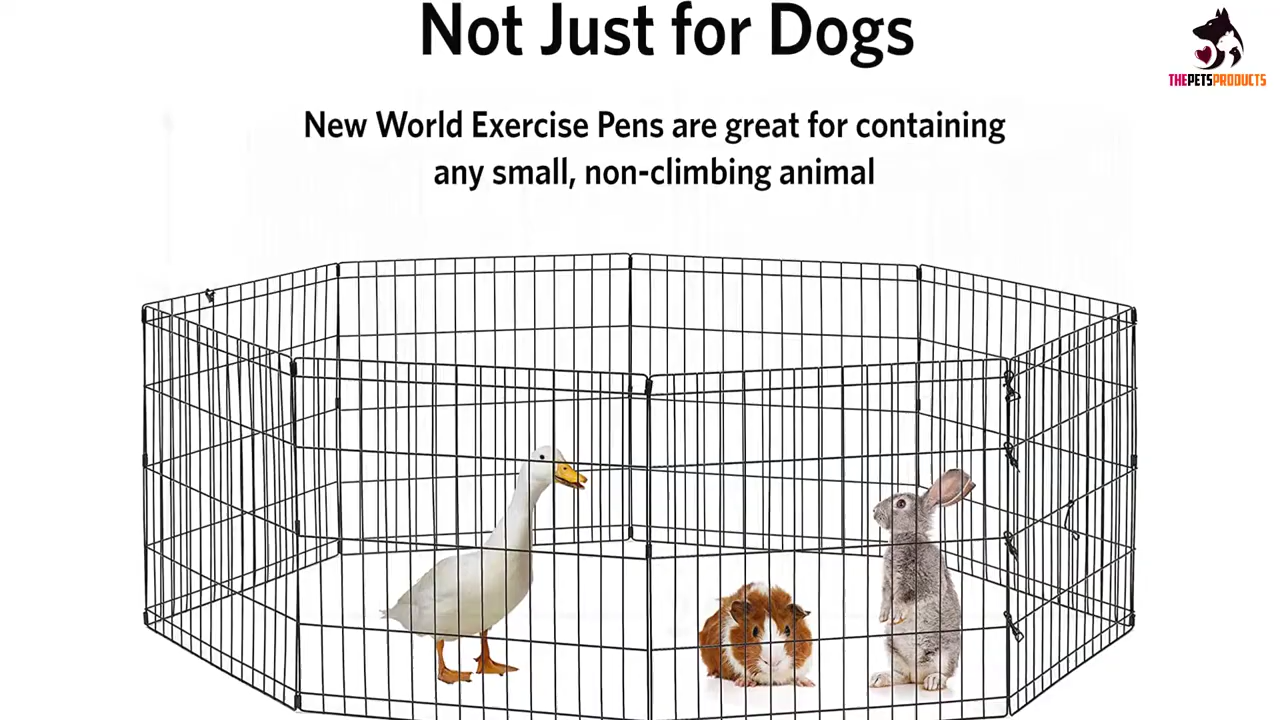 Not Just for Dogs
THEPETSPRODUCTS
New World Exercise Pens are great for containing
any small, non-climbing animal